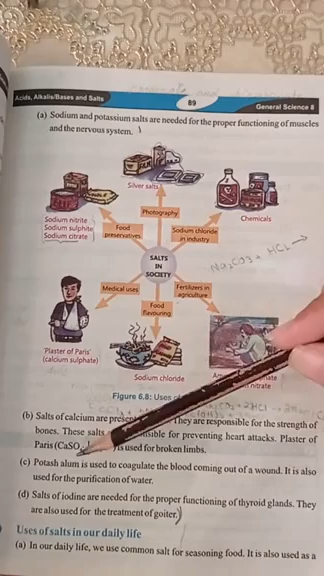 Acids, Alkalis/Bases and Salts
89
General Science 8
(a) Sodium and potassium salts are needed for the proper functioning of muscles
and the nervous system.
Silver salts
Photography
Chemicals
Sodium nitrite
Sodium sulphite
Sodium citrate
Food
preservatives
Sodium chloride
in industry
SALTS
IN
SOCIETY
Na2CO3 + HCl →
Medical uses
Fertilizers in
agriculture
Food
flavouring
Plaster of Paris
(calcium sulphate)
Sodium chloride
nitrate
Figure 6.8: Uses
(b) Salts of calcium are They are responsible for the strength of
bones. These salts for preventing heart attacks. Plaster of
Paris (CaSO is used for broken limbs.
(c) Potash alum is used to coagulate the blood coming out of a wound. It is also
used for the purification of water.
(d) Salts of iodine are needed for the proper functioning of thyroid glands. They
are also used for the treatment of goiter.
Uses of salts in our daily life
(a) In our daily life, we use common salt for seasoning food. It is also used as a